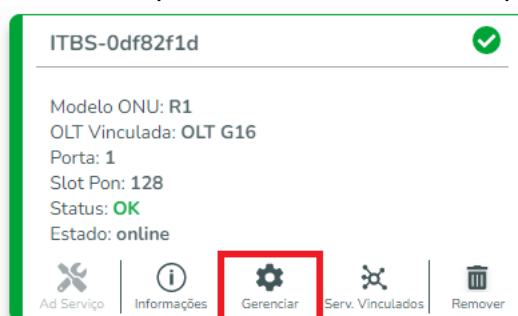 ITBS-0df82f1d
Modelo ONU: R1
OLT Vinculada: OLT G16
Porta: 1
Slot Pon: 128
Status: OK
Estado: online
Ad Serviço Informações Gerenciar Serv. Vinculados Remover